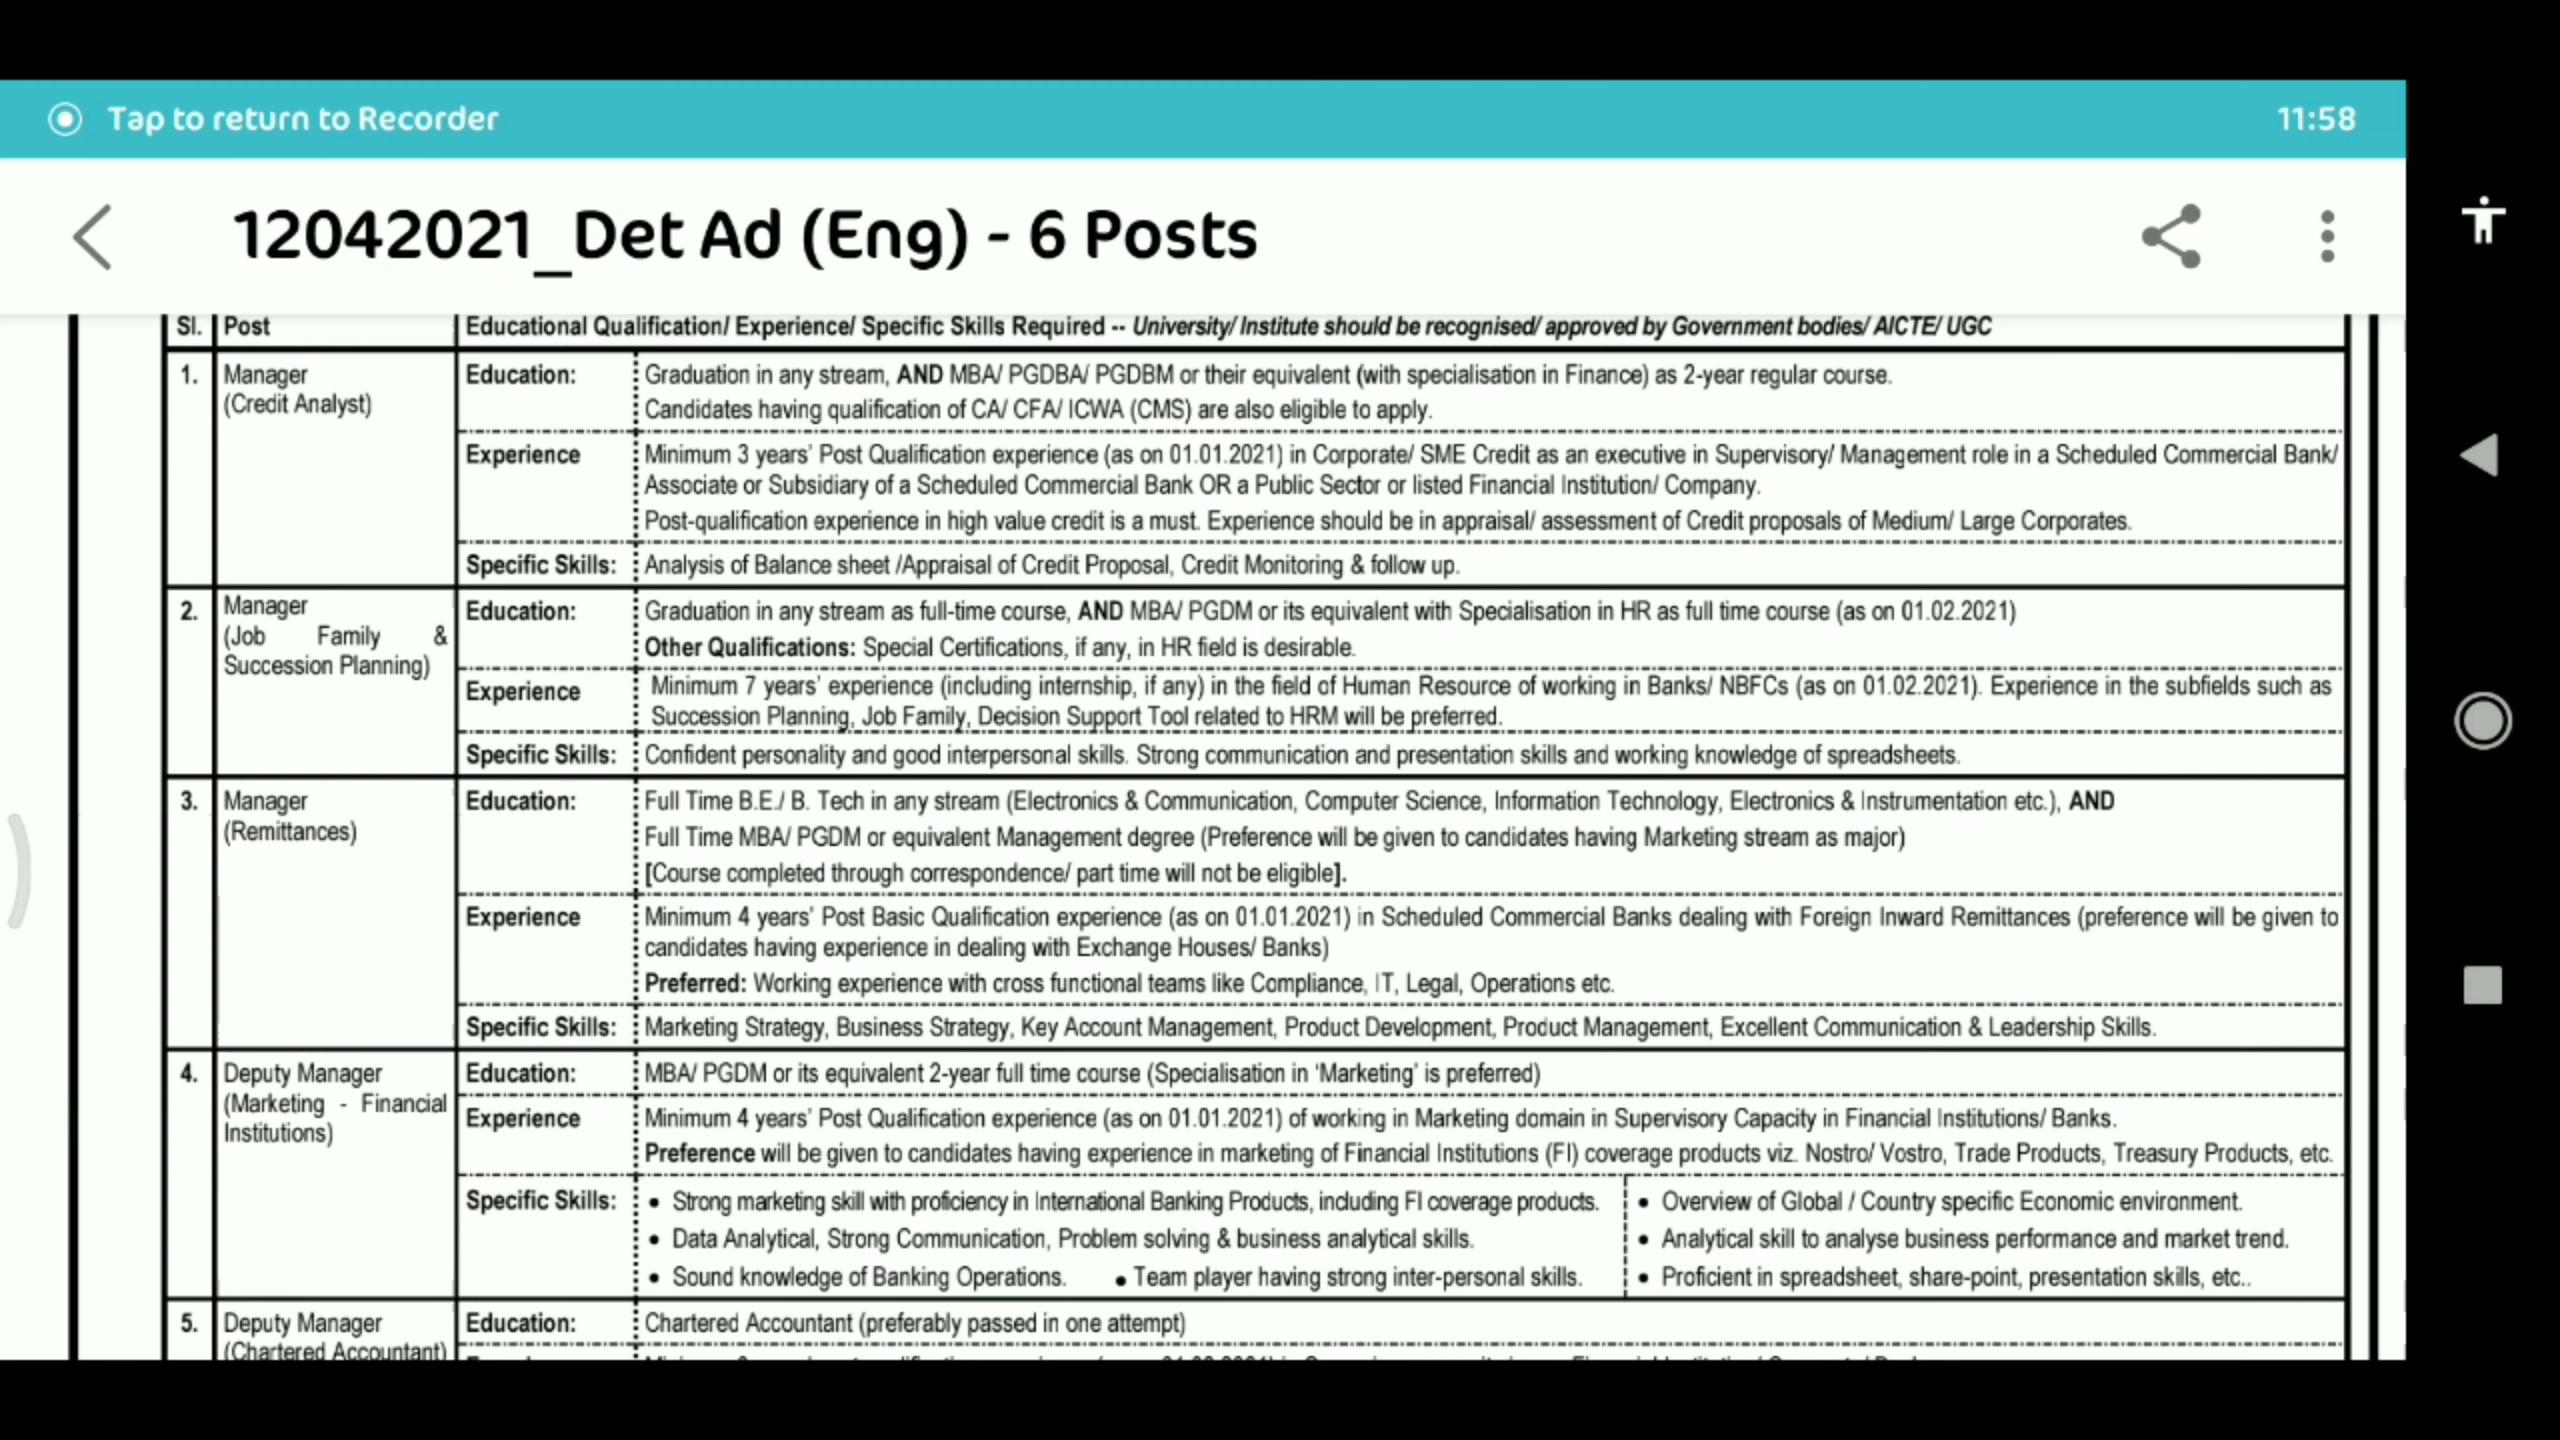 Tap to return to Recorder
11:58
12042021_Det Ad (Eng) - 6 Posts
Sl. Post Educational Qualification/ Experience/ Specific Skills Required -- University/ Institute should be recognised/ approved by Government bodies/ AICTE/ UGC
1. Manager
(Credit Analyst)
Education: Graduation in any stream, AND MBA/ PGDBA/ PGDBM or their equivalent (with specialisation in Finance) as 2-year regular course.
Candidates having qualification of CA/ CFA/ ICWA (CMS) are also eligible to apply.
Experience Minimum 3 years' Post Qualification experience (as on 01.01.2021) in Corporate/ SME Credit as an executive in Supervisory/ Management role in a Scheduled Commercial Bank/
Associate or Subsidiary of a Scheduled Commercial Bank OR a Public Sector or listed Financial Institution/ Company.
Post-qualification experience in high value credit is a must. Experience should be in appraisal/ assessment of Credit proposals of Medium/ Large Corporates.
Specific Skills: Analysis of Balance sheet /Appraisal of Credit Proposal, Credit Monitoring & follow up.
2. Manager
(Job Family &
Succession Planning)
Education: Graduation in any stream as full-time course, AND MBA/ PGDM or its equivalent with Specialisation in HR as full time course (as on 01.02.2021)
Other Qualifications: Special Certifications, if any, in HR field is desirable.
Experience Minimum 7 years' experience (including internship, if any) in the field of Human Resource of working in Banks/ NBFCs (as on 01.02.2021). Experience in the subfields such as
Succession Planning, Job Family, Decision Support Tool related to HRM will be preferred.
Specific Skills: Confident personality and good interpersonal skills. Strong communication and presentation skills and working knowledge of spreadsheets.
3. Manager
(Remittances)
Education: Full Time B.E./ B. Tech in any stream (Electronics & Communication, Computer Science, Information Technology, Electronics & Instrumentation etc.), AND
Full Time MBA/ PGDM or equivalent Management degree (Preference will be given to candidates having Marketing stream as major)
[Course completed through correspondence/ part time will not be eligible].
Experience Minimum 4 years' Post Basic Qualification experience (as on 01.01.2021) in Scheduled Commercial Banks dealing with Foreign Inward Remittances (preference will be given to
candidates having experience in dealing with Exchange Houses/ Banks)
Preferred: Working experience with cross functional teams like Compliance, IT, Legal, Operations etc.
Specific Skills: Marketing Strategy, Business Strategy, Key Account Management, Product Development, Product Management, Excellent Communication & Leadership Skills.
4. Deputy Manager
(Marketing - Financial
Institutions)
Education: MBA/ PGDM or its equivalent 2-year full time course (Specialisation in 'Marketing' is preferred)
Experience Minimum 4 years' Post Qualification experience (as on 01.01.2021) of working in Marketing domain in Supervisory Capacity in Financial Institutions/ Banks.
Preference will be given to candidates having experience in marketing of Financial Institutions (FI) coverage products viz. Nostro/ Vostro, Trade Products, Treasury Products, etc.
Specific Skills: • Strong marketing skill with proficiency in International Banking Products, including FI coverage products.
• Data Analytical, Strong Communication, Problem solving & business analytical skills.
• Sound knowledge of Banking Operations. • Team player having strong inter-personal skills.
• Overview of Global / Country specific Economic environment.
• Analytical skill to analyse business performance and market trend.
• Proficient in spreadsheet, share-point, presentation skills, etc..
5. Deputy Manager
(Chartered Accountant)
Education: Chartered Accountant (preferably passed in one attempt)